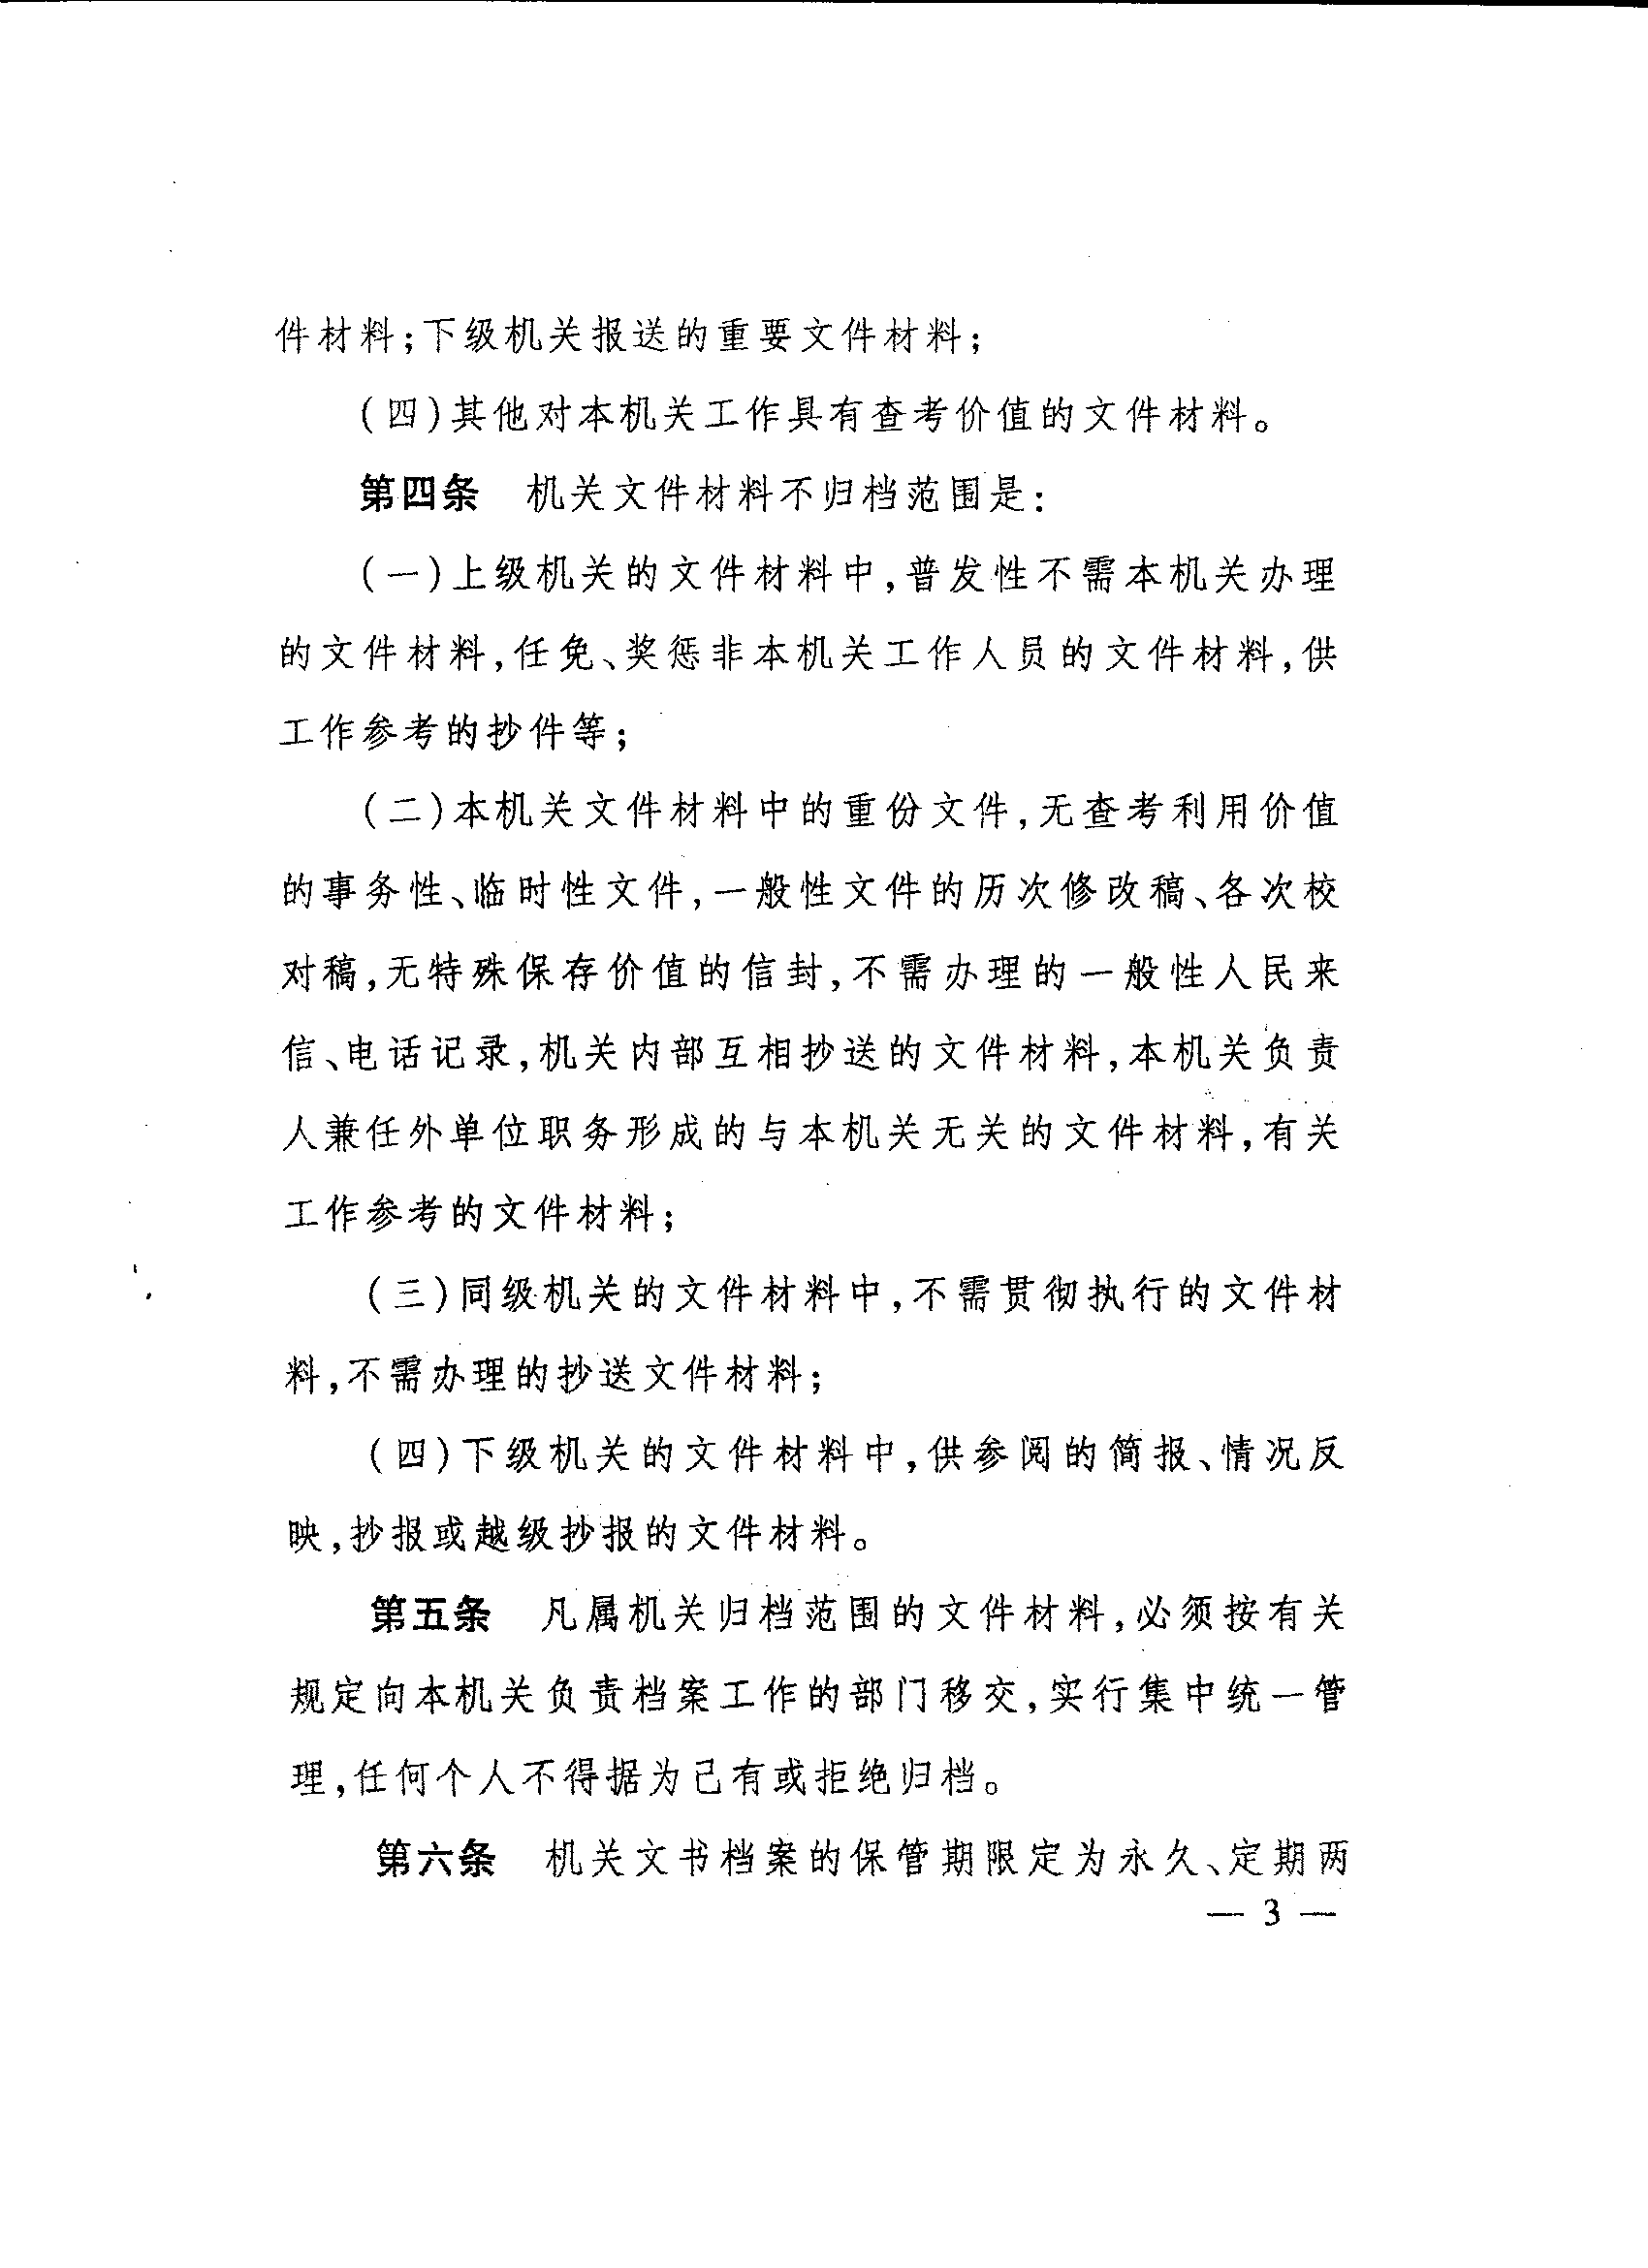 件材料;下级机关报送的重要文件材料;
(四)其他对本机关工作具有查考价值的文件材料。
第四条　机关文件材料不归档范围是:
(一)上级机关的文件材料中,普发性不需本机关办理
的文件材料,任免、奖惩非本机关工作人员的文件材料,供
工作参考的抄件等;
(二)本机关文件材料中的重份文件,无查考利用价值
的事务性、临时性文件,一般性文件的历次修改稿、各次校
对稿,无特殊保存价值的信封,不需办理的一般性人民来
信、电话记录,机关内部互相抄送的文件材料,本机关负责
人兼任外单位职务形成的与本机关无关的文件材料,有关
工作参考的文件材料;
(三)同级机关的文件材料中,不需贯彻执行的文件材
料,不需办理的抄送文件材料;
(四)下级机关的文件材料中,供参阅的简报、情况反
映,抄报或越级抄报的文件材料。
第五条　凡属机关归档范围的文件材料,必须按有关
规定向本机关负责档案工作的部门移交,实行集中统一管
理,任何个人不得据为己有或拒绝归档。
第六条　机关文书档案的保管期限定为永久、定期两
— 3 —